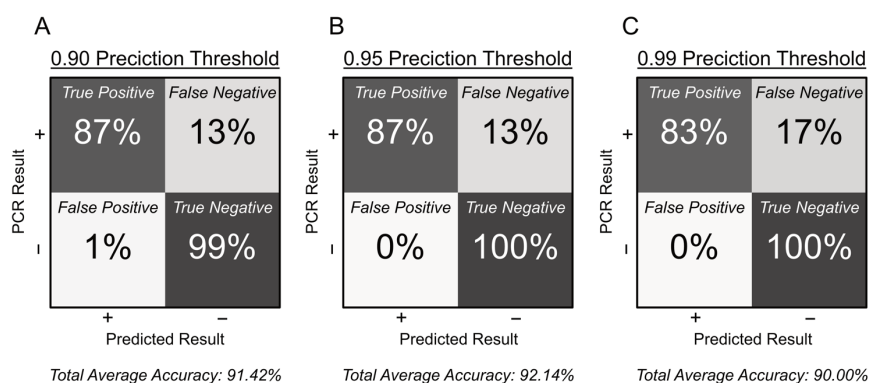 A
0.90 Preciction Threshold
True Positive
False Negative
87%
13%
False Positive
True Negative
1%
99%
PCR Result
+
–
+
–
Predicted Result
Total Average Accuracy: 91.42%
B
0.95 Preciction Threshold
True Positive
False Negative
87%
13%
False Positive
True Negative
0%
100%
PCR Result
+
–
+
–
Predicted Result
Total Average Accuracy: 92.14%
C
0.99 Preciction Threshold
True Positive
False Negative
83%
17%
False Positive
True Negative
0%
100%
PCR Result
+
–
+
–
Predicted Result
Total Average Accuracy: 90.00%